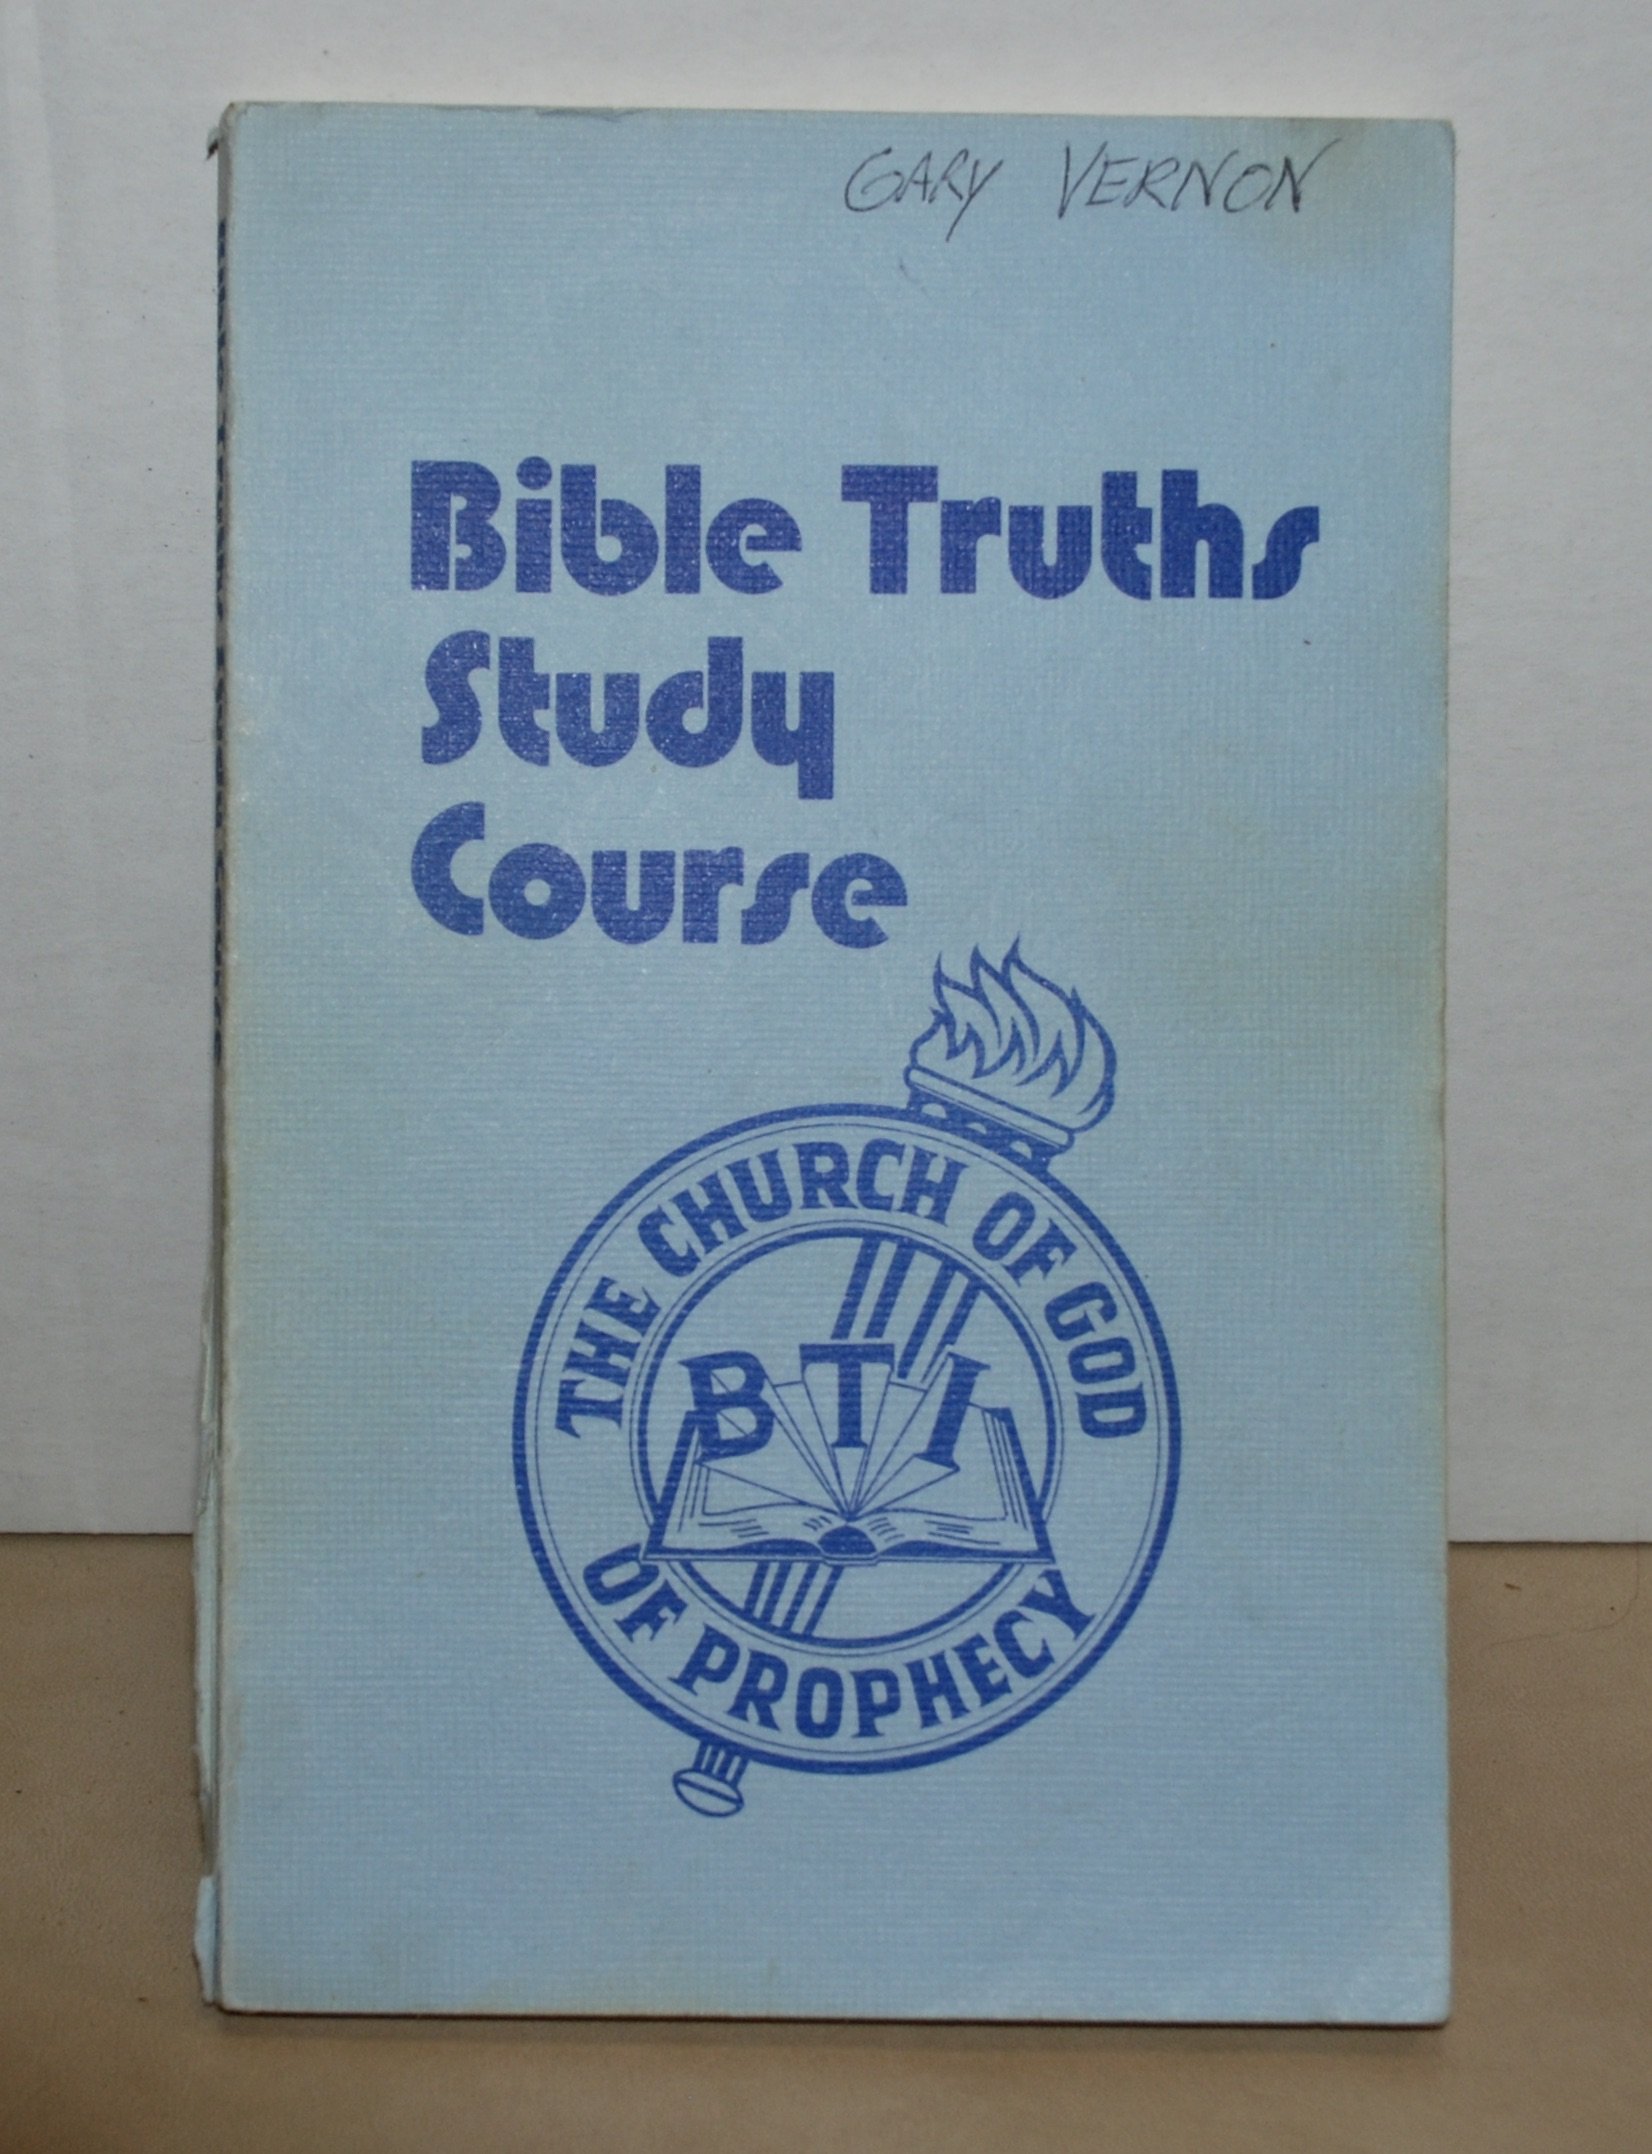 GARY VERNON
Bible Truths
Study
Course
THE CHURCH OF GOD
BTI
OF PROPHECY